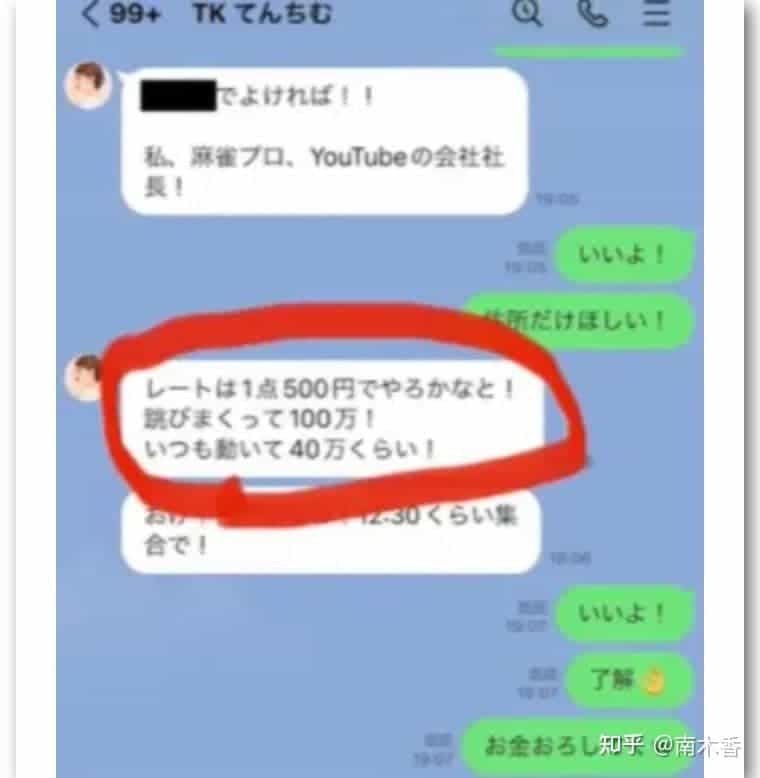 99+ TK てんちむ
でよければ！！
私、麻雀プロ、YouTubeの会社社
長！
19:05
既読
19:05
いいよ！
住所だけほしい！
レートは1点500円でやろかなと！
跳びまくって100万！
いつも動いて40万くらい！
12:30くらい集
合で！
19:06
既読
19:07
いいよ！
既読
19:07
了解👌
既読
19:07
お金おろし
知乎 @南木香